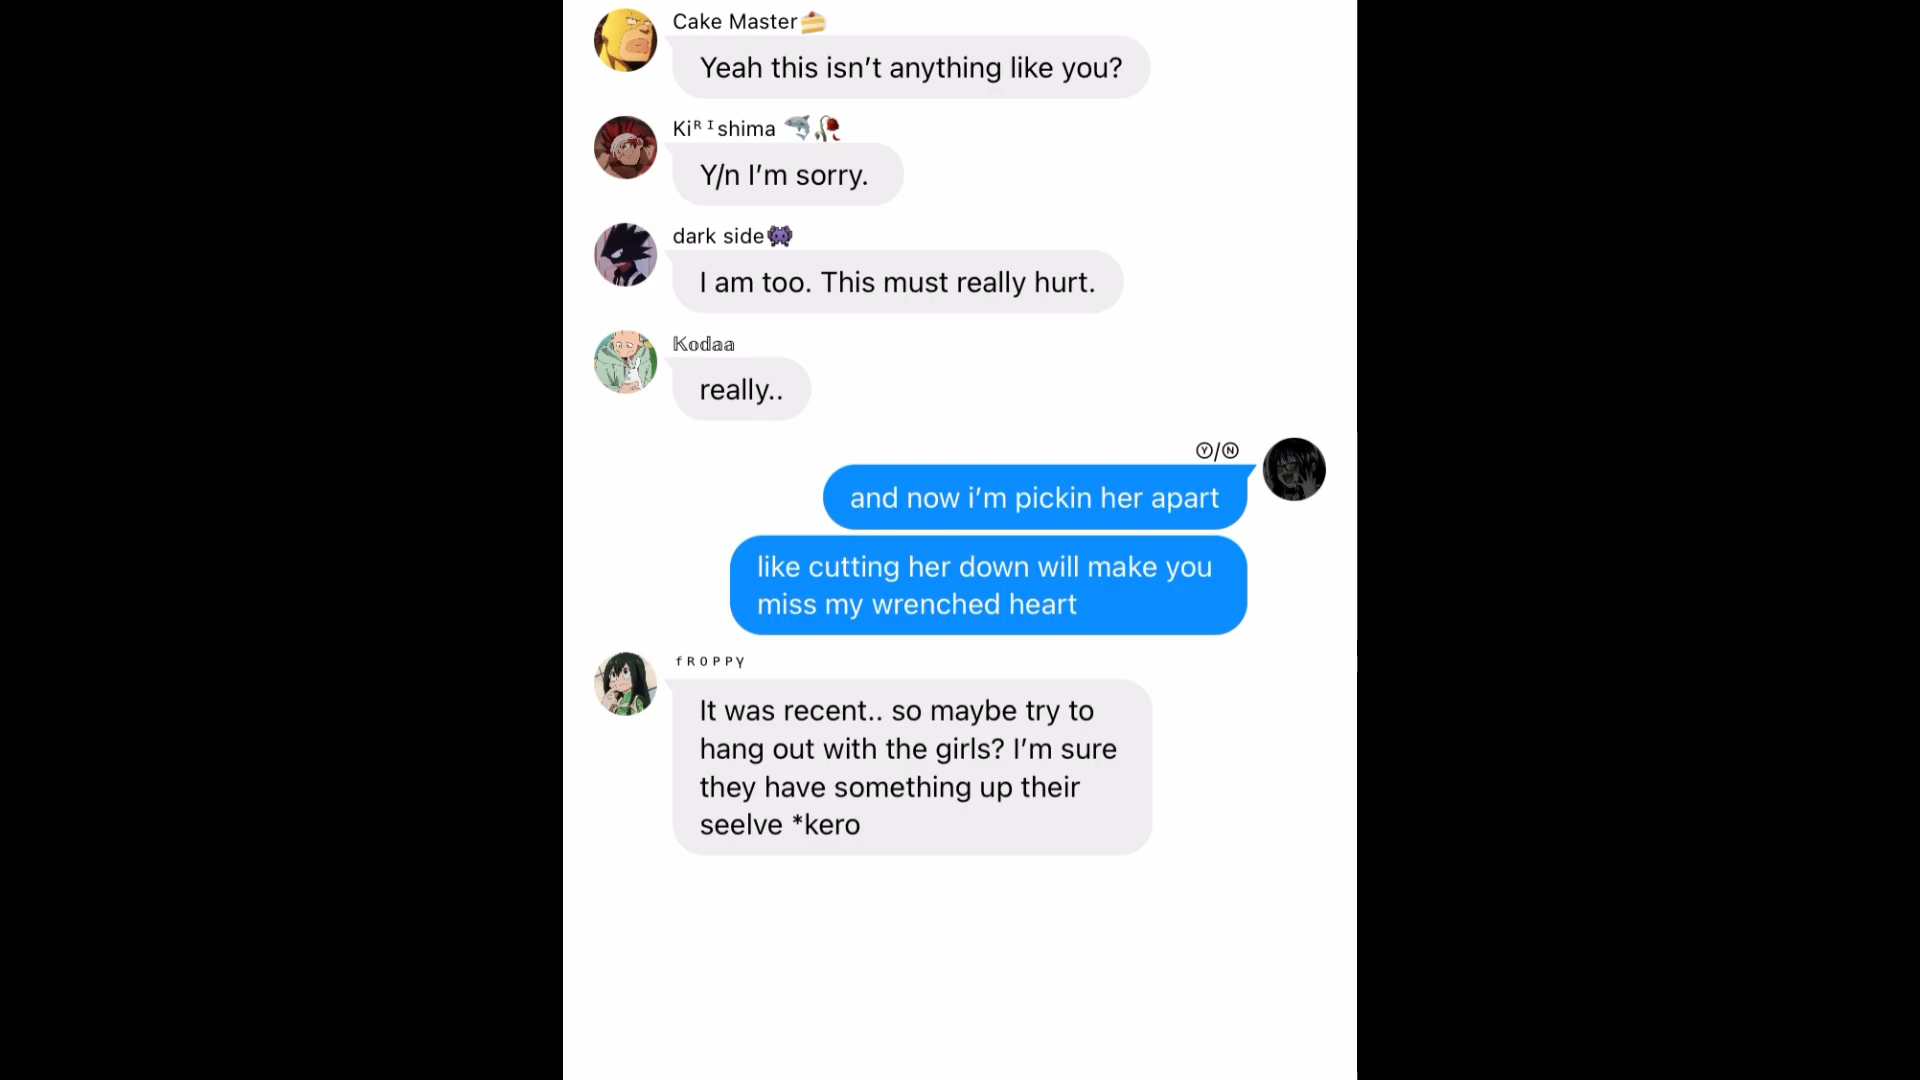 Cake Master🍰
Yeah this isn't anything like you?
Kiᴿᴵshima 🦈🥀
Y/n I'm sorry.
dark side👾
I am too. This must really hurt.
𝕂𝕠𝕕𝕒𝕒
really..
Ⓨ/Ⓝ
and now i'm pickin her apart
like cutting her down will make you
miss my wrenched heart
ᶠᴿᴼᴾᴾᵞ
It was recent.. so maybe try to
hang out with the girls? I'm sure
they have something up their
seelve *kero